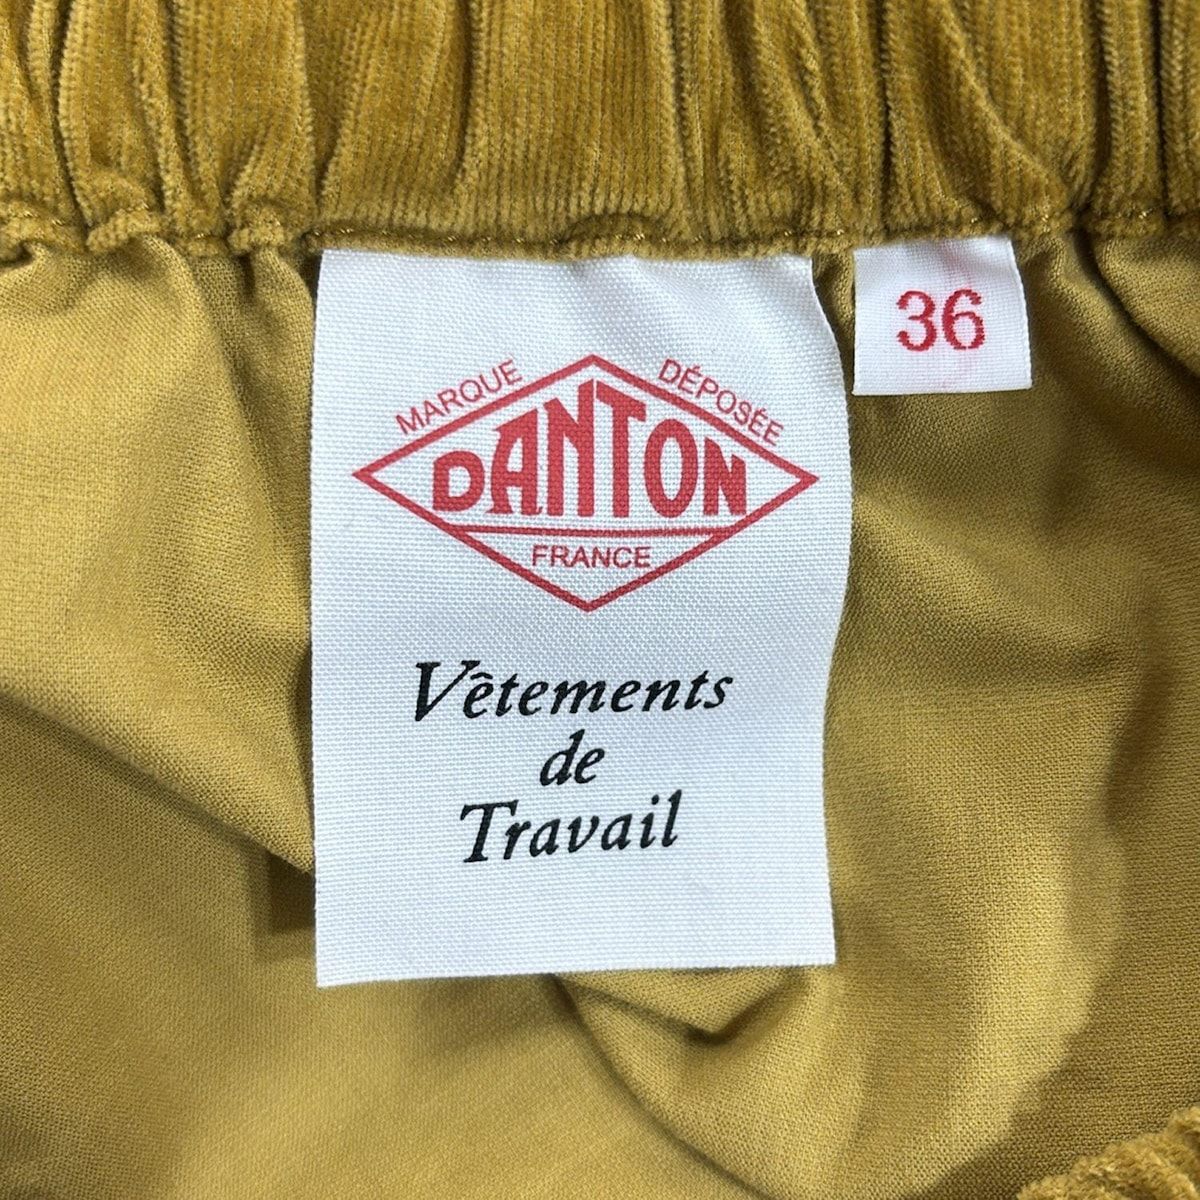 MARQUE DÉPOSÉE
DANTON
FRANCE
Vêtements
de
Travail
36